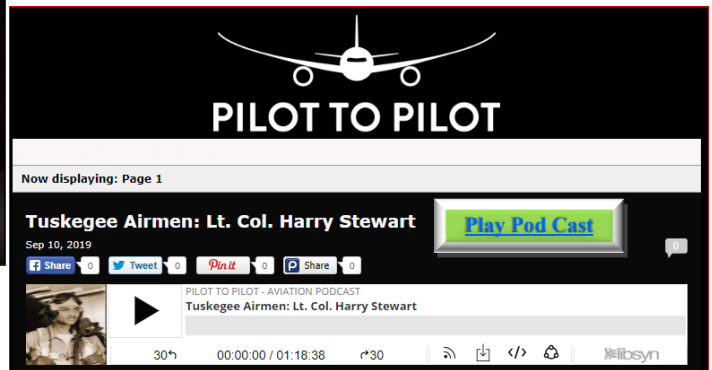 PILOT TO PILOT
Now displaying: Page 1
Tuskegee Airmen: Lt. Col. Harry Stewart
Play Pod Cast
Sep 10, 2019
0
Share 0 Tweet 0 Pin it 0 Share 0
PILOT TO PILOT - AVIATION PODCAST
Tuskegee Airmen: Lt. Col. Harry Stewart
30 00:00:00 / 01:18:38 30 </> libsyn